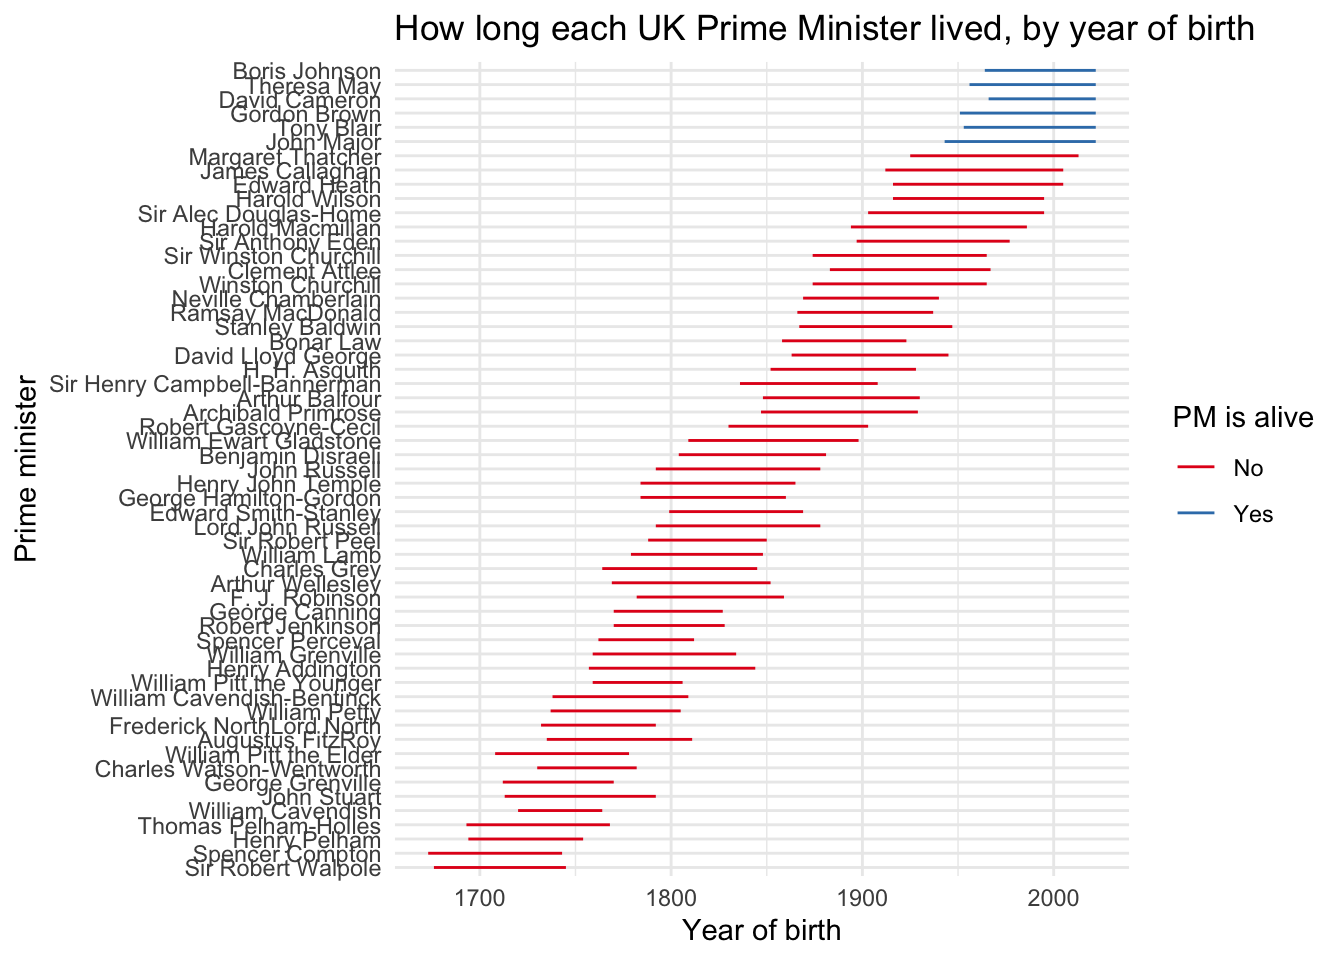 How long each UK Prime Minister lived, by year of birth
Boris Johnson
Theresa May
David Cameron
Gordon Brown
Tony Blair
John Major
Margaret Thatcher
James Callaghan
Edward Heath
Harold Wilson
Sir Alec Douglas-Home
Harold Macmillan
Sir Anthony Eden
Sir Winston Churchill
Clement Attlee
Winston Churchill
Neville Chamberlain
Ramsay MacDonald
Stanley Baldwin
Bonar Law
David Lloyd George
H. H. Asquith
Sir Henry Campbell-Bannerman
Arthur Balfour
Archibald Primrose
Robert Gascoyne-Cecil
William Ewart Gladstone
Benjamin Disraeli
John Russell
Henry John Temple
George Hamilton-Gordon
Edward Smith-Stanley
Lord John Russell
Sir Robert Peel
William Lamb
Charles Grey
Arthur Wellesley
F. J. Robinson
George Canning
Robert Jenkinson
Spencer Perceval
William Grenville
Henry Addington
William Pitt the Younger
William Cavendish-Bentinck
William Petty
Frederick NorthLord North
Augustus FitzRoy
William Pitt the Elder
Charles Watson-Wentworth
George Grenville
John Stuart
William Cavendish
Thomas Pelham-Holles
Henry Pelham
Spencer Compton
Sir Robert Walpole
Prime minister
1700 1800 1900 2000
Year of birth
PM is alive
No
Yes